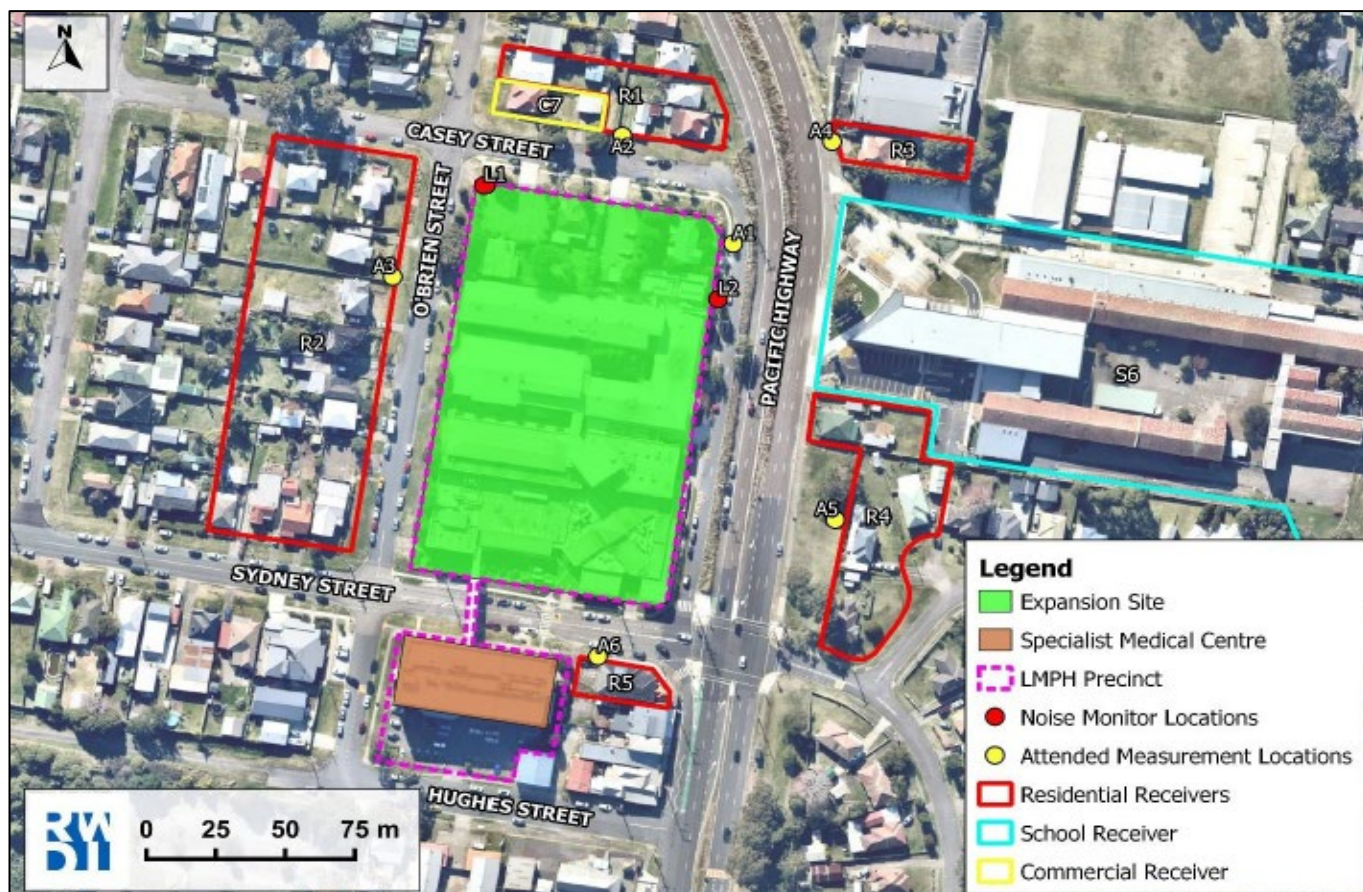 N
R1
C7
A4
R3
CASEY STREET
A2
L1
O'BRIEN STREET
A1
A3
L2
PACIFIC HIGHWAY
R2
S6
A5
R4
SYDNEY STREET
A6
R5
HUGHES STREET
RWDI
0 25 50 75 m
Legend
Expansion Site
Specialist Medical Centre
LMPH Precinct
Noise Monitor Locations
Attended Measurement Locations
Residential Receivers
School Receiver
Commercial Receiver